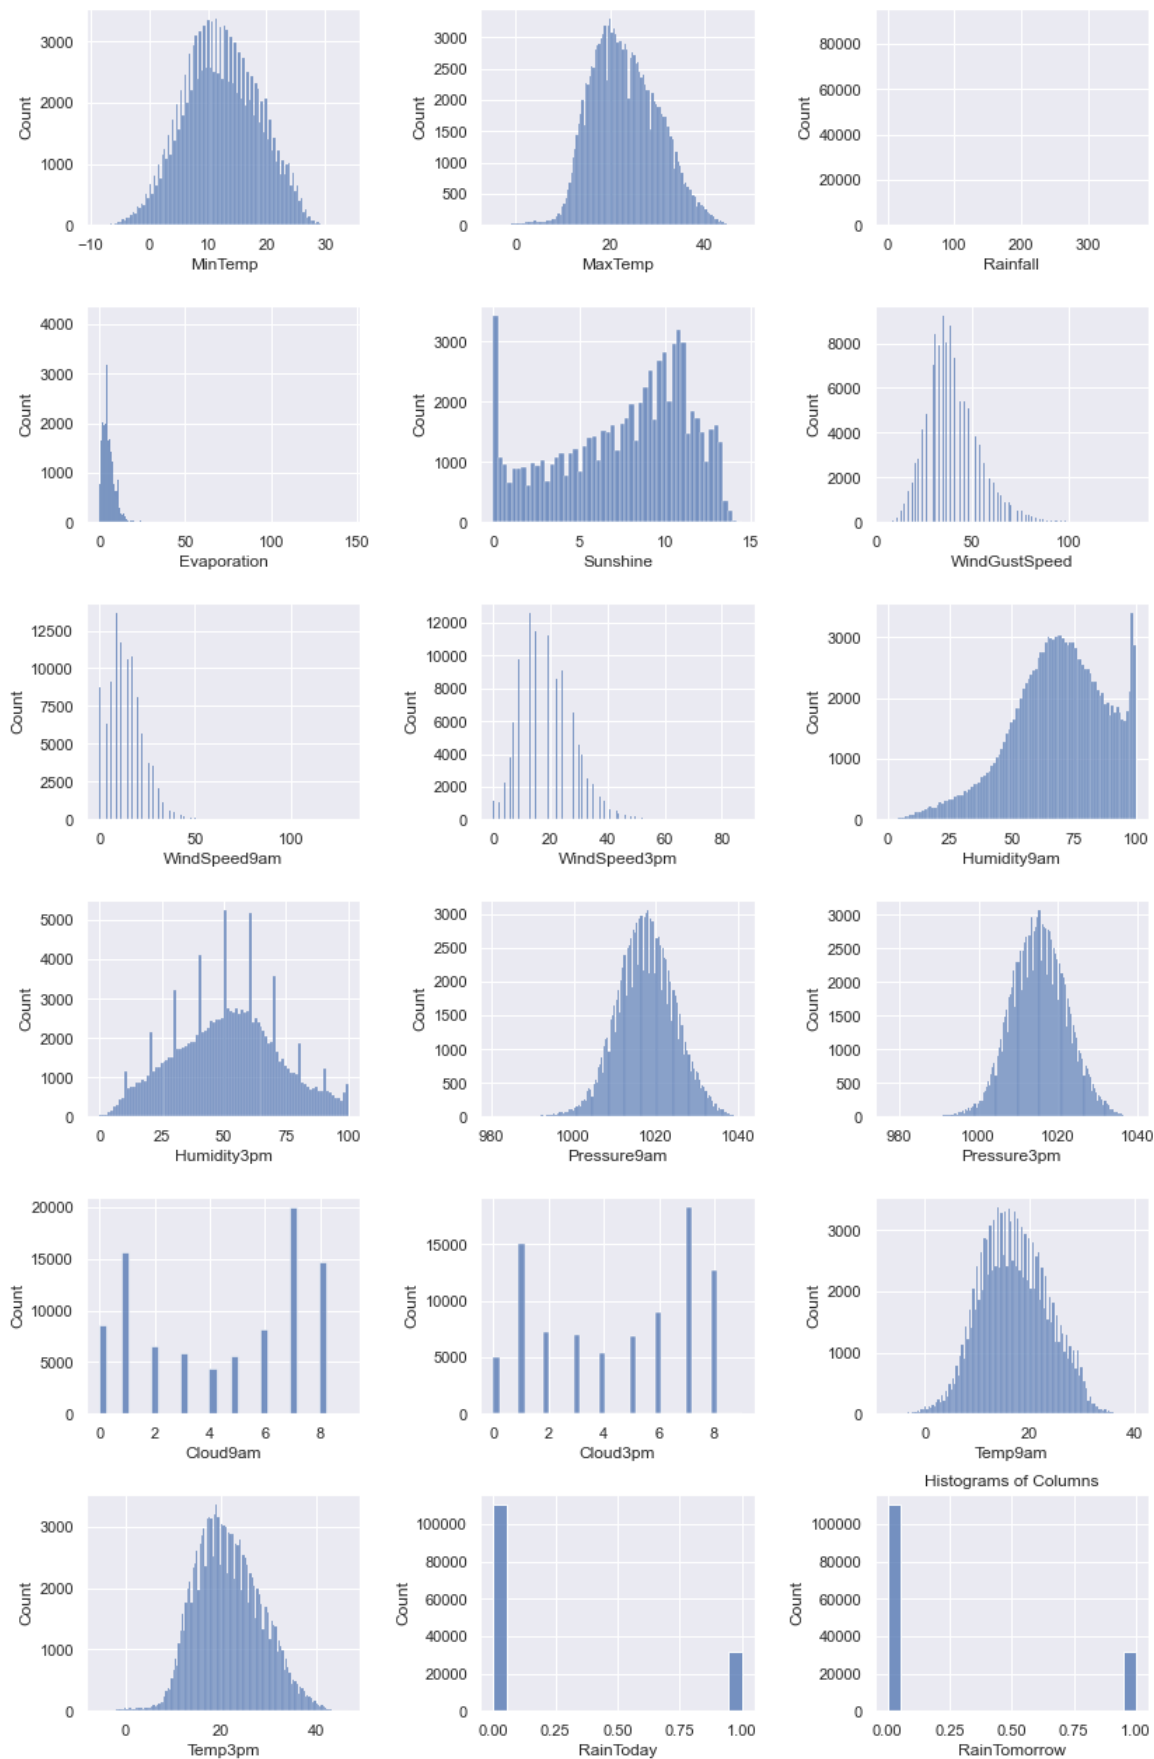 3000
2000
1000
0
Count
−10 0 10 20 30
MinTemp
3000
2500
2000
1500
1000
500
0
Count
0 20 40
MaxTemp
80000
60000
40000
20000
0
Count
0 100 200 300
Rainfall
4000
3000
2000
1000
0
Count
0 50 100 150
Evaporation
3000
2000
1000
0
Count
0 5 10 15
Sunshine
8000
6000
4000
2000
0
Count
0 50 100
WindGustSpeed
12500
10000
7500
5000
2500
0
Count
0 100
WindSpeed9am
12000
10000
8000
6000
4000
2000
0
Count
0 20 40 60 80
WindSpeed3pm
3000
2000
1000
0
Count
0 25 50 75 100
Humidity9am
5000
4000
3000
2000
1000
0
Count
0 25 50 75 100
Humidity3pm
3000
2500
2000
1500
1000
500
0
Count
980 1000 1020 1040
Pressure9am
3000
2500
2000
1500
1000
500
0
Count
980 1000 1020 1040
Pressure3pm
20000
15000
10000
5000
0
Count
0 2 4 6 8
Cloud9am
15000
10000
5000
0
Count
0 2 4 6 8
Cloud3pm
3000
2000
1000
0
Count
0 20 40
Temp9am
3000
2000
1000
0
Count
0 20 40
Temp3pm
100000
80000
60000
40000
20000
0
Count
0.00 0.25 0.50 0.75 1.00
RainToday
Histograms of Columns
100000
80000
60000
40000
20000
0
Count
0.00 0.25 0.50 0.75 1.00
RainTomorrow